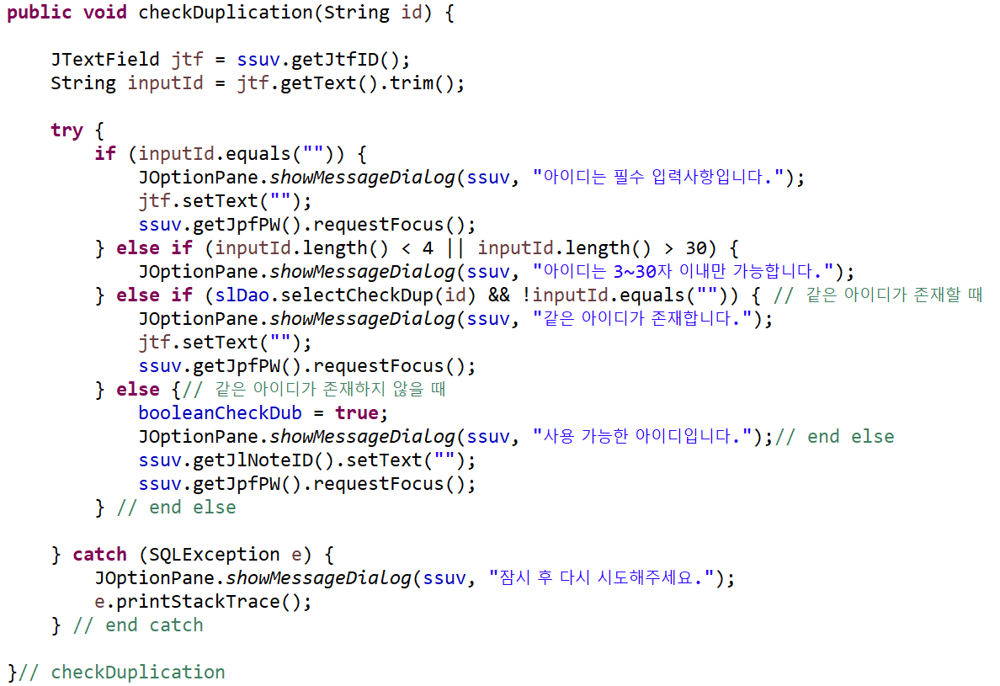 public void checkDuplication(String id) {
JTextField jtf = ssuv.getJtfID();
String inputId = jtf.getText().trim();
try {
if (inputId.equals("")) {
JOptionPane.showMessageDialog(ssuv, "아이디는 필수 입력사항입니다.");
jtf.setText("");
ssuv.getJpfPW().requestFocus();
} else if (inputId.length() < 4 || inputId.length() > 30) {
JOptionPane.showMessageDialog(ssuv, "아이디는 3~30자 이내만 가능합니다.");
} else if (slDao.selectCheckDup(id) && !inputId.equals("")) { // 같은 아이디가 존재할 때
JOptionPane.showMessageDialog(ssuv, "같은 아이디가 존재합니다.");
jtf.setText("");
ssuv.getJpfPW().requestFocus();
} else {// 같은 아이디가 존재하지 않을 때
booleanCheckDub = true;
JOptionPane.showMessageDialog(ssuv, "사용 가능한 아이디입니다.");// end else
ssuv.getJlNoteID().setText("");
ssuv.getJpfPW().requestFocus();
} // end else
} catch (SQLException e) {
JOptionPane.showMessageDialog(ssuv, "잠시 후 다시 시도해주세요.");
e.printStackTrace();
} // end catch
}// checkDuplication